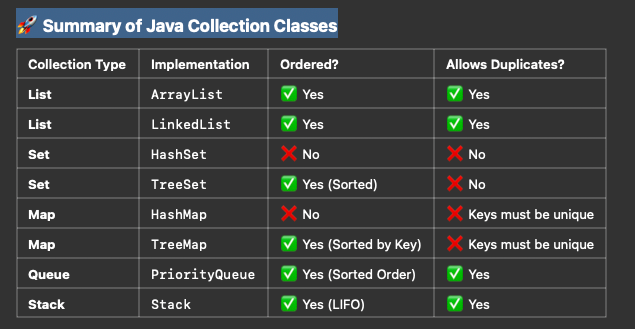 🚀 Summary of Java Collection Classes
Collection Type Implementation Ordered? Allows Duplicates?
List ArrayList ✅ Yes ✅ Yes
List LinkedList ✅ Yes ✅ Yes
Set HashSet ❌ No ❌ No
Set TreeSet ✅ Yes (Sorted) ❌ No
Map HashMap ❌ No ❌ Keys must be unique
Map TreeMap ✅ Yes (Sorted by Key) ❌ Keys must be unique
Queue PriorityQueue ✅ Yes (Sorted Order) ✅ Yes
Stack Stack ✅ Yes (LIFO) ✅ Yes